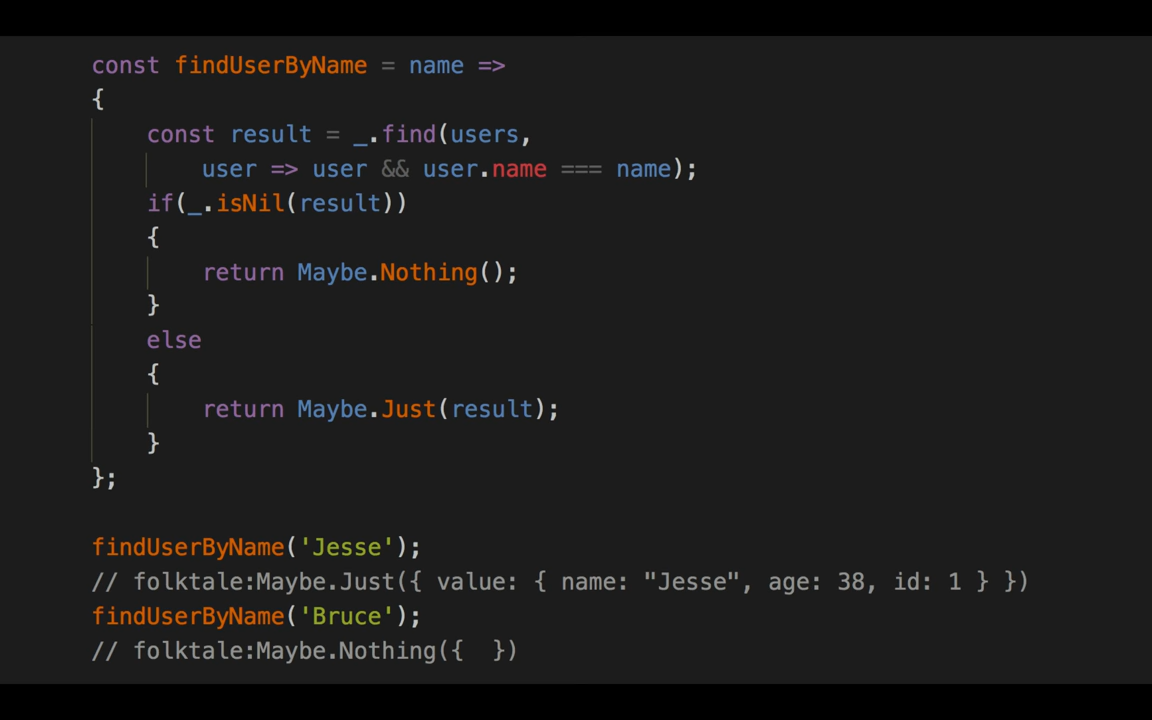 const findUserByName = name =>
{
    const result = _.find(users,
        user => user && user.name === name);
    if(_.isNil(result))
    {
        return Maybe.Nothing();
    }
    else
    {
        return Maybe.Just(result);
    }
};

findUserByName('Jesse');
// folktale:Maybe.Just({ value: { name: "Jesse", age: 38, id: 1 } })
findUserByName('Bruce');
// folktale:Maybe.Nothing({  })